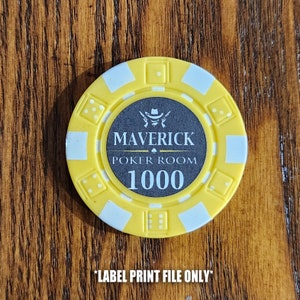 MAVERICK
POKER ROOM
1000
*LABEL PRINT FILE ONLY*